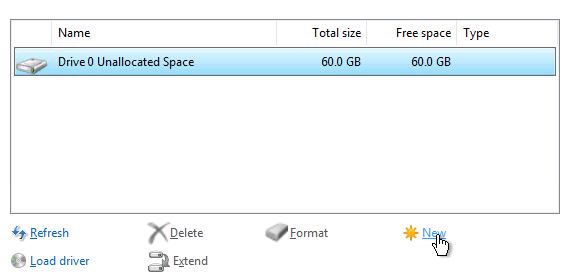 Name Total size Free space Type
Drive 0 Unallocated Space 60.0 GB 60.0 GB
Refresh Delete Format New
Load driver Extend